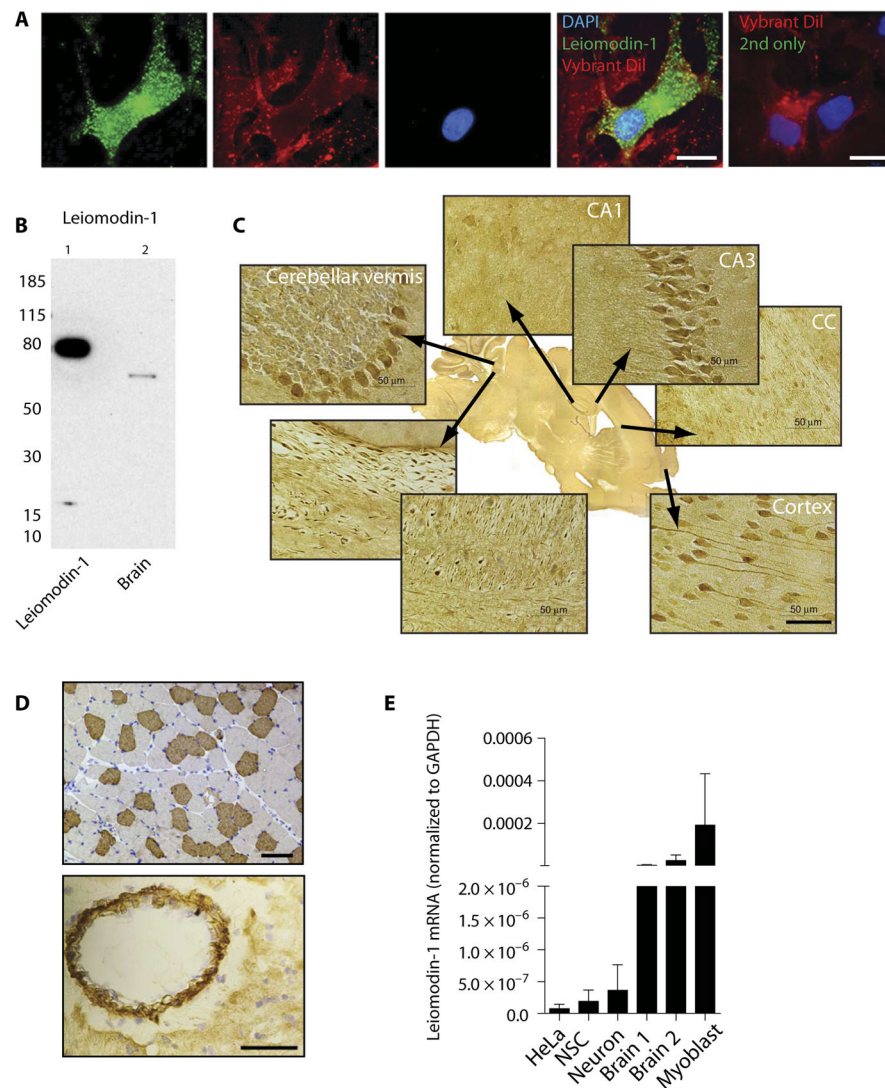 A
DAPI
Leiomodin-1
Vybrant DiI
Vybrant DiI
2nd only
B
Leiomodin-1
1 2
185
115
80
50
30
15
10
Leiomodin-1
Brain
C
Cerebellar vermis
50 μm
CA1
CA3
50 μm
CC
50 μm
50 μm
Cortex
50 μm
D
E
Leiomodin-1 mRNA (normalized to GAPDH)
0.0006
0.0004
0.0002
2.0 × 10⁻⁶
1.5 × 10⁻⁶
1.0 × 10⁻⁶
5.0 × 10⁻⁷
0.0
HeLa
NSC
Neuron
Brain 1
Brain 2
Myoblast